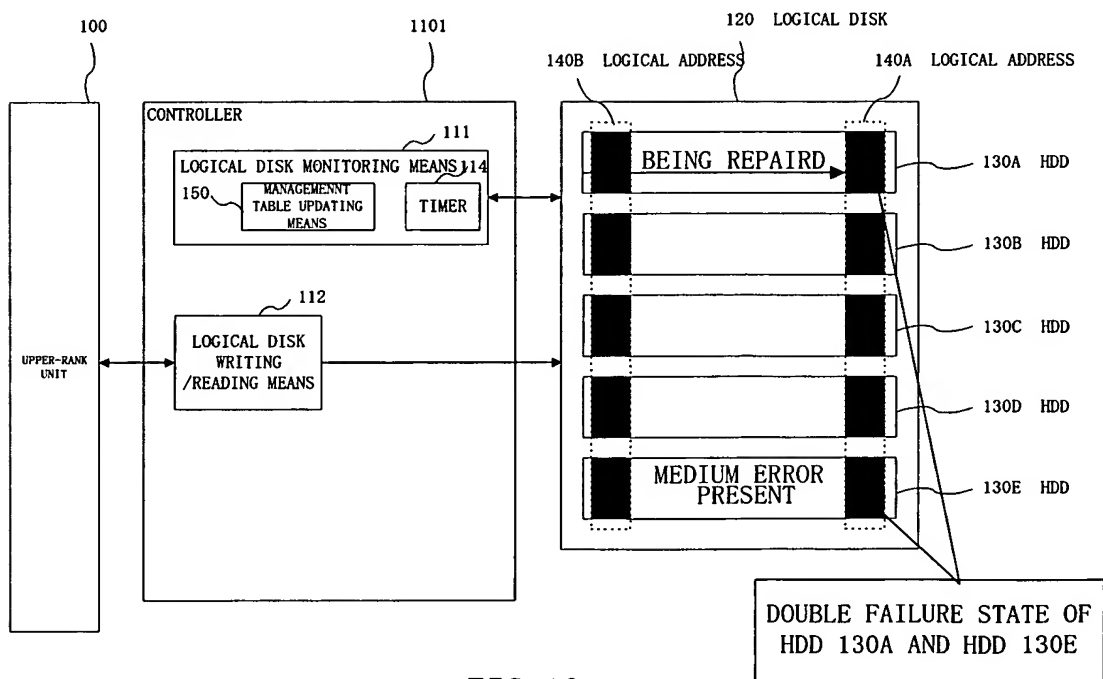 100
1101
120 LOGICAL DISK
140B LOGICAL ADDRESS
140A LOGICAL ADDRESS
CONTROLLER
111
LOGICAL DISK MONITORING MEANS
114
150
MANAGEMENNT
TABLE UPDATING
MEANS
TIMER
112
LOGICAL DISK
WRITING
/READING MEANS
UPPER-RANK
UNIT
BEING REPAIRD
130A HDD
130B HDD
130C HDD
130D HDD
MEDIUM ERROR
PRESENT
130E HDD
DOUBLE FAILURE STATE OF
HDD 130A AND HDD 130E